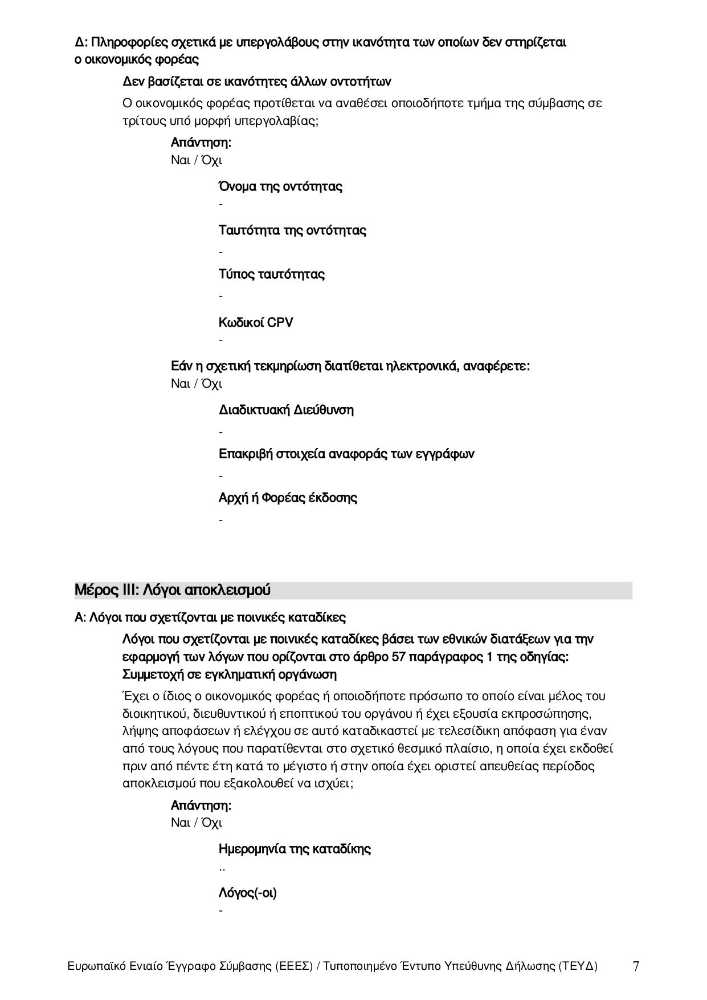 Δ: Πληροφορίες σχετικά με υπεργολάβους στην ικανότητα των οποίων δεν στηρίζεται
ο οικονομικός φορέας
Δεν βασίζεται σε ικανότητες άλλων οντοτήτων
Ο οικονομικός φορέας προτίθεται να αναθέσει οποιοδήποτε τμήμα της σύμβασης σε
τρίτους υπό μορφή υπεργολαβίας;
Απάντηση:
Ναι / Όχι
Όνομα της οντότητας
-
Ταυτότητα της οντότητας
-
Τύπος ταυτότητας
-
Κωδικοί CPV
-
Εάν η σχετική τεκμηρίωση διατίθεται ηλεκτρονικά, αναφέρετε:
Ναι / Όχι
Διαδικτυακή Διεύθυνση
-
Επακριβή στοιχεία αναφοράς των εγγράφων
-
Αρχή ή Φορέας έκδοσης
-
Μέρος III: Λόγοι αποκλεισμού
Α: Λόγοι που σχετίζονται με ποινικές καταδίκες
Λόγοι που σχετίζονται με ποινικές καταδίκες βάσει των εθνικών διατάξεων για την
εφαρμογή των λόγων που ορίζονται στο άρθρο 57 παράγραφος 1 της οδηγίας:
Συμμετοχή σε εγκληματική οργάνωση
Έχει ο ίδιος ο οικονομικός φορέας ή οποιοδήποτε πρόσωπο το οποίο είναι μέλος του
διοικητικού, διευθυντικού ή εποπτικού του οργάνου ή έχει εξουσία εκπροσώπησης,
λήψης αποφάσεων ή ελέγχου σε αυτό καταδικαστεί με τελεσίδικη απόφαση για έναν
από τους λόγους που παρατίθενται στο σχετικό θεσμικό πλαίσιο, η οποία έχει εκδοθεί
πριν από πέντε έτη κατά το μέγιστο ή στην οποία έχει οριστεί απευθείας περίοδος
αποκλεισμού που εξακολουθεί να ισχύει;
Απάντηση:
Ναι / Όχι
Ημερομηνία της καταδίκης
..
Λόγος(-οι)
-
Ευρωπαϊκό Ενιαίο Έγγραφο Σύμβασης (ΕΕΕΣ) / Τυποποιημένο Έντυπο Υπεύθυνης Δήλωσης (ΤΕΥΔ) 7